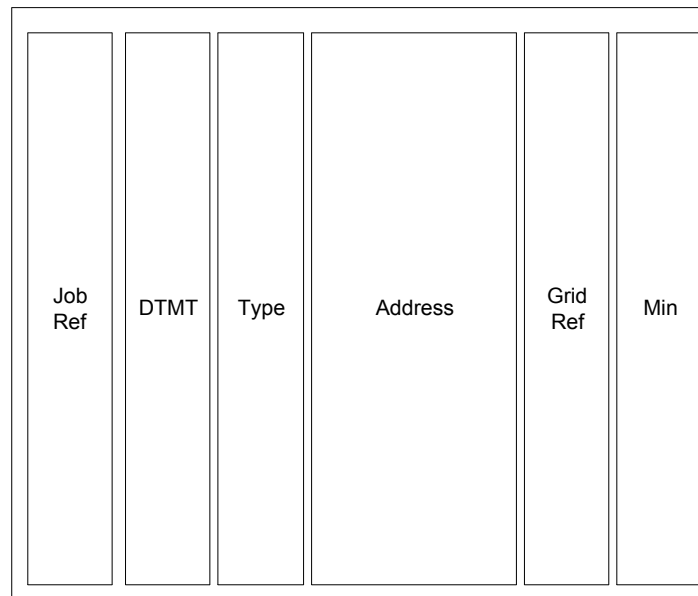 Job
Ref
DTMT
Type
Address
Grid
Ref
Min